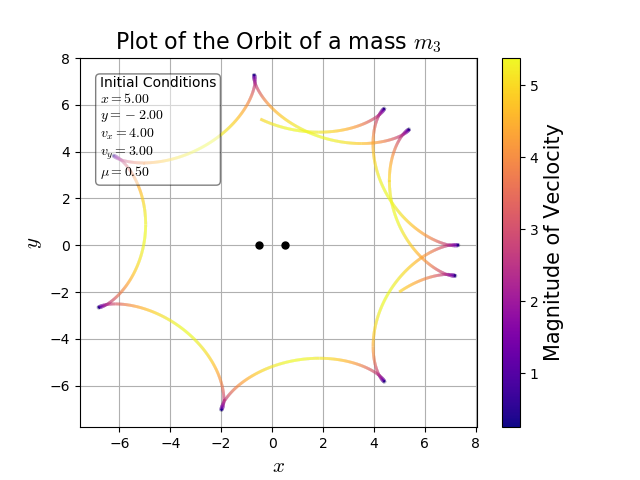 Plot of the Orbit of a mass m₃
Initial Conditions
x = 5.00
y = − 2.00
vₓ = 4.00
v_y = 3.00
μ = 0.50
8
6
4
2
0
−2
−4
−6
y
−6 −4 −2 0 2 4 6 8
x
5
4
3
2
1
Magnitude of Veclocity